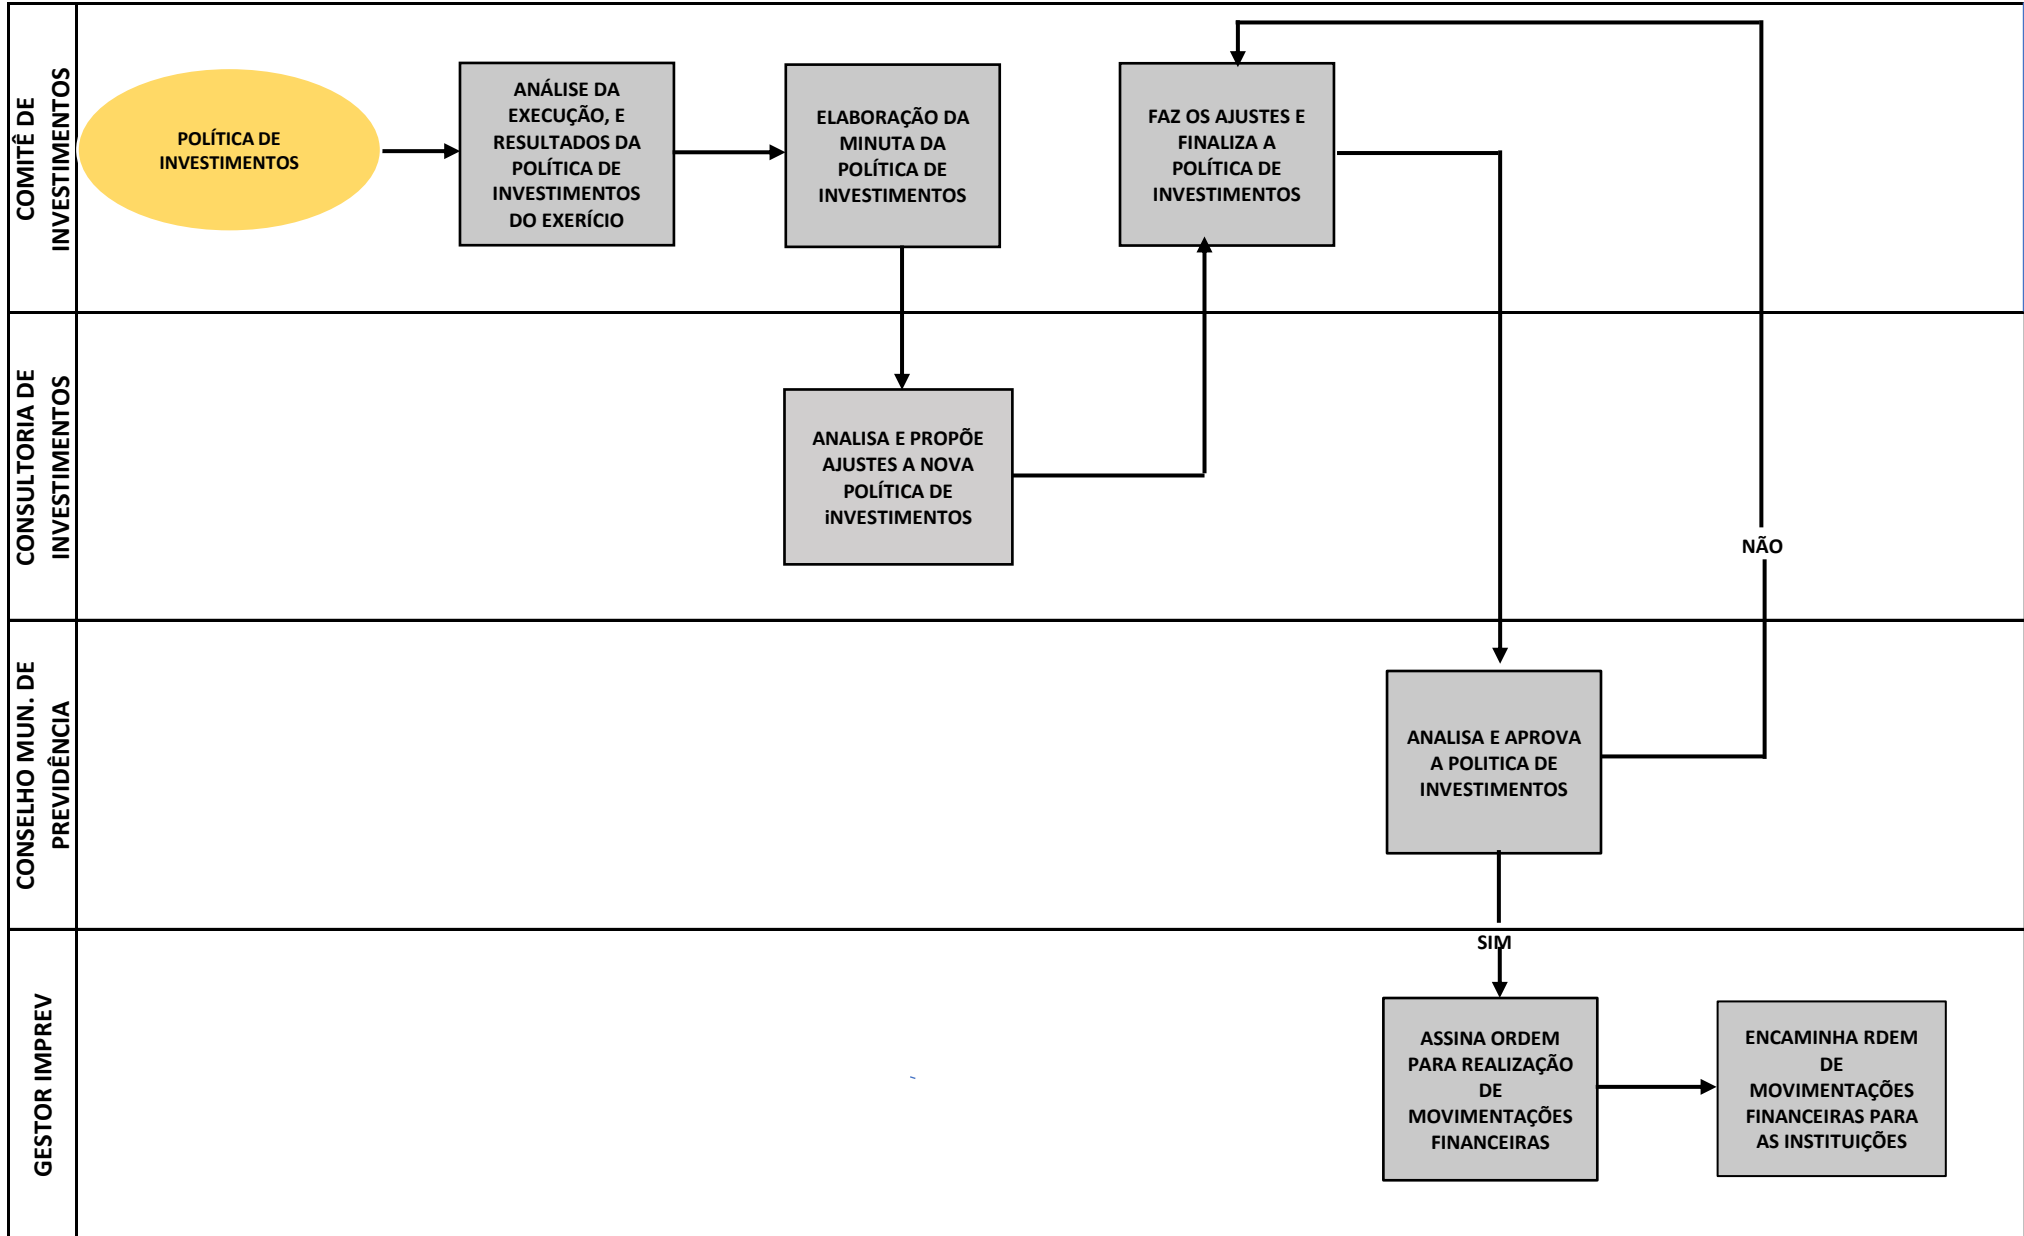 COMITÊ DE
INVESTIMENTOS
POLÍTICA DE
INVESTIMENTOS
ANÁLISE DA
EXECUÇÃO, E
RESULTADOS DA
POLÍTICA DE
INVESTIMENTOS
DO EXERÍCIO
ELABORAÇÃO DA
MINUTA DA
POLÍTICA DE
INVESTIMENTOS
FAZ OS AJUSTES E
FINALIZA A
POLÍTICA DE
INVESTIMENTOS
CONSULTORIA DE
INVESTIMENTOS
ANALISA E PROPÕE
AJUSTES A NOVA
POLÍTICA DE
iNVESTIMENTOS
NÃO
CONSELHO MUN. DE
PREVIDÊNCIA
ANALISA E APROVA
A POLITICA DE
INVESTIMENTOS
SIM
GESTOR IMPREV
ASSINA ORDEM
PARA REALIZAÇÃO
DE
MOVIMENTAÇÕES
FINANCEIRAS
ENCAMINHA RDEM
DE
MOVIMENTAÇÕES
FINANCEIRAS PARA
AS INSTITUIÇÕES